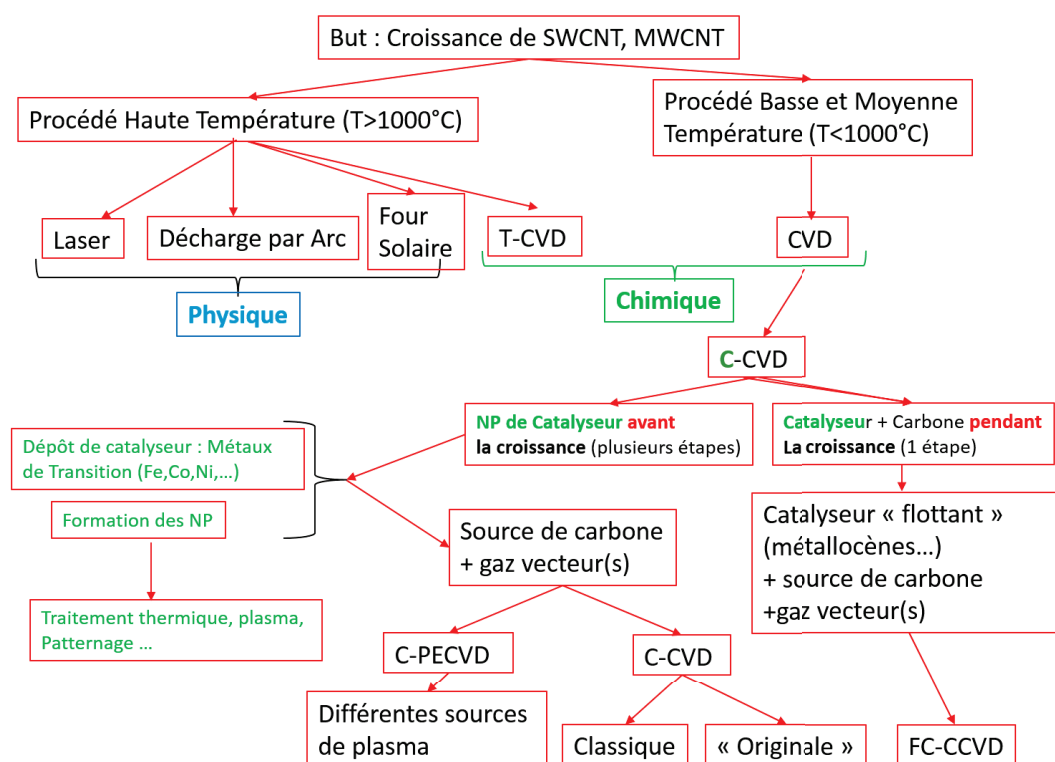 But : Croissance de SWCNT, MWCNT
Procédé Haute Température (T>1000°C)
Procédé Basse et Moyenne
Température (T<1000°C)
Laser
Décharge par Arc
Four
Solaire
T-CVD
CVD
Physique
Chimique
C-CVD
NP de Catalyseur avant
la croissance (plusieurs étapes)
Catalyseur + Carbone pendant
La croissance (1 étape)
Dépôt de catalyseur : Métaux
de Transition (Fe,Co,Ni,...)
Formation des NP
Traitement thermique, plasma,
Patternage ...
Source de carbone
+ gaz vecteur(s)
Catalyseur « flottant »
(métallocènes...)
+ source de carbone
+gaz vecteur(s)
C-PECVD
C-CVD
Différentes sources
de plasma
Classique
« Originale »
FC-CCVD